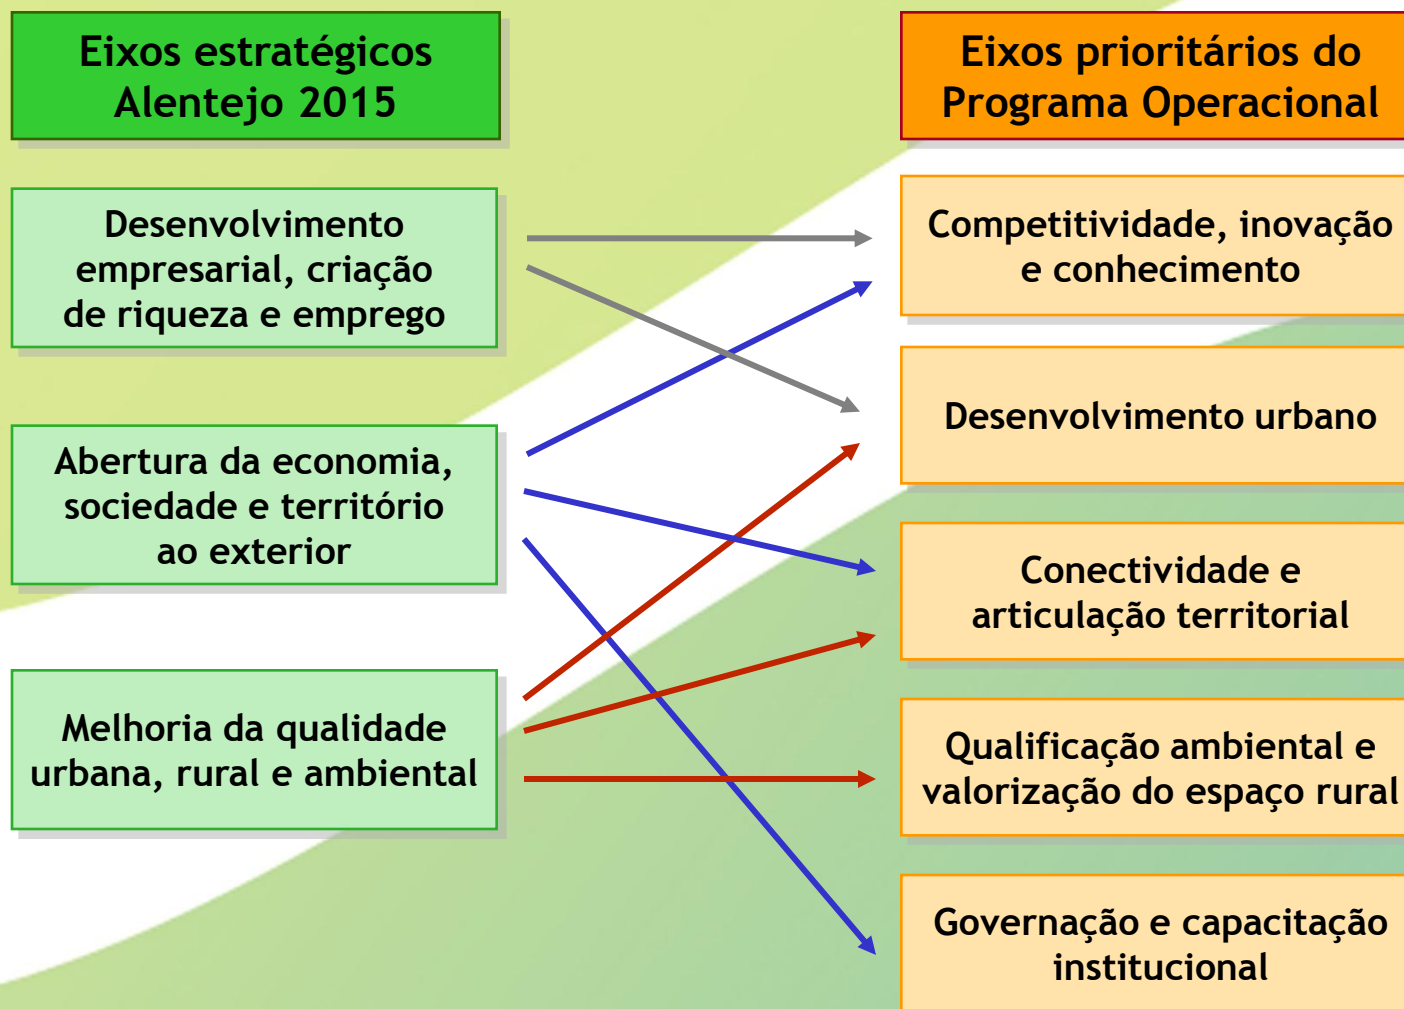 Eixos estratégicos
Alentejo 2015
Desenvolvimento
empresarial, criação
de riqueza e emprego
Abertura da economia,
sociedade e território
ao exterior
Melhoria da qualidade
urbana, rural e ambiental
Eixos prioritários do
Programa Operacional
Competitividade, inovação
e conhecimento
Desenvolvimento urbano
Conectividade e
articulação territorial
Qualificação ambiental e
valorização do espaço rural
Governação e capacitação
institucional